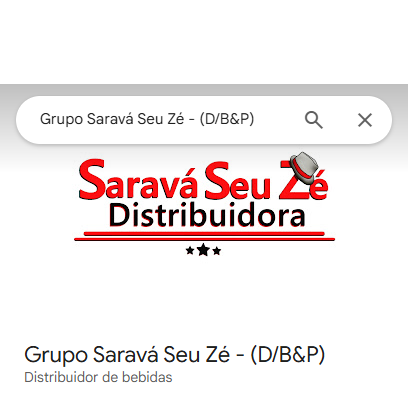 Grupo Saravá Seu Zé - (D/B&P)
Saravá Seu Zé
Distribuidora
Grupo Saravá Seu Zé - (D/B&P)
Distribuidor de bebidas